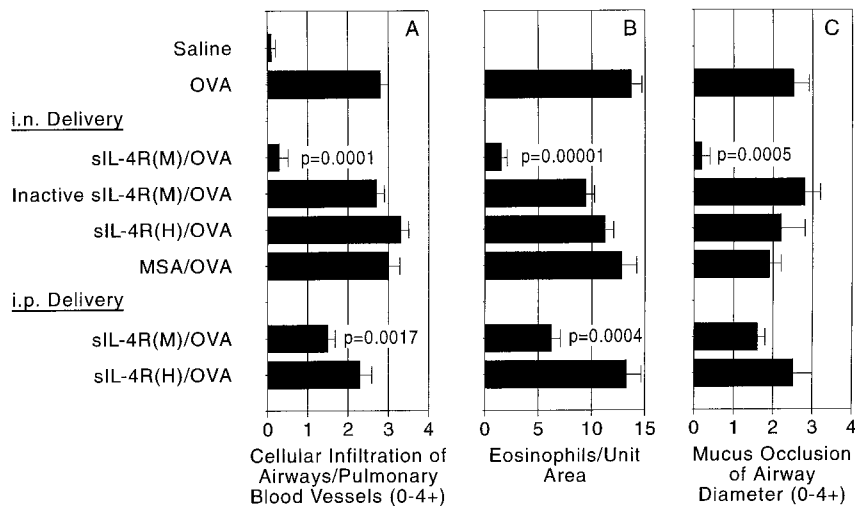 A
B
C
Saline
OVA
i.n. Delivery
sIL-4R(M)/OVA p=0.0001 p=0.00001 p=0.0005
Inactive sIL-4R(M)/OVA
sIL-4R(H)/OVA
MSA/OVA
i.p. Delivery
sIL-4R(M)/OVA p=0.0017 p=0.0004
sIL-4R(H)/OVA
0 1 2 3 4
Cellular Infiltration of
Airways/Pulmonary
Blood Vessels (0-4+)
0 5 10 15
Eosinophils/Unit
Area
0 1 2 3 4
Mucus Occlusion
of Airway
Diameter (0-4+)